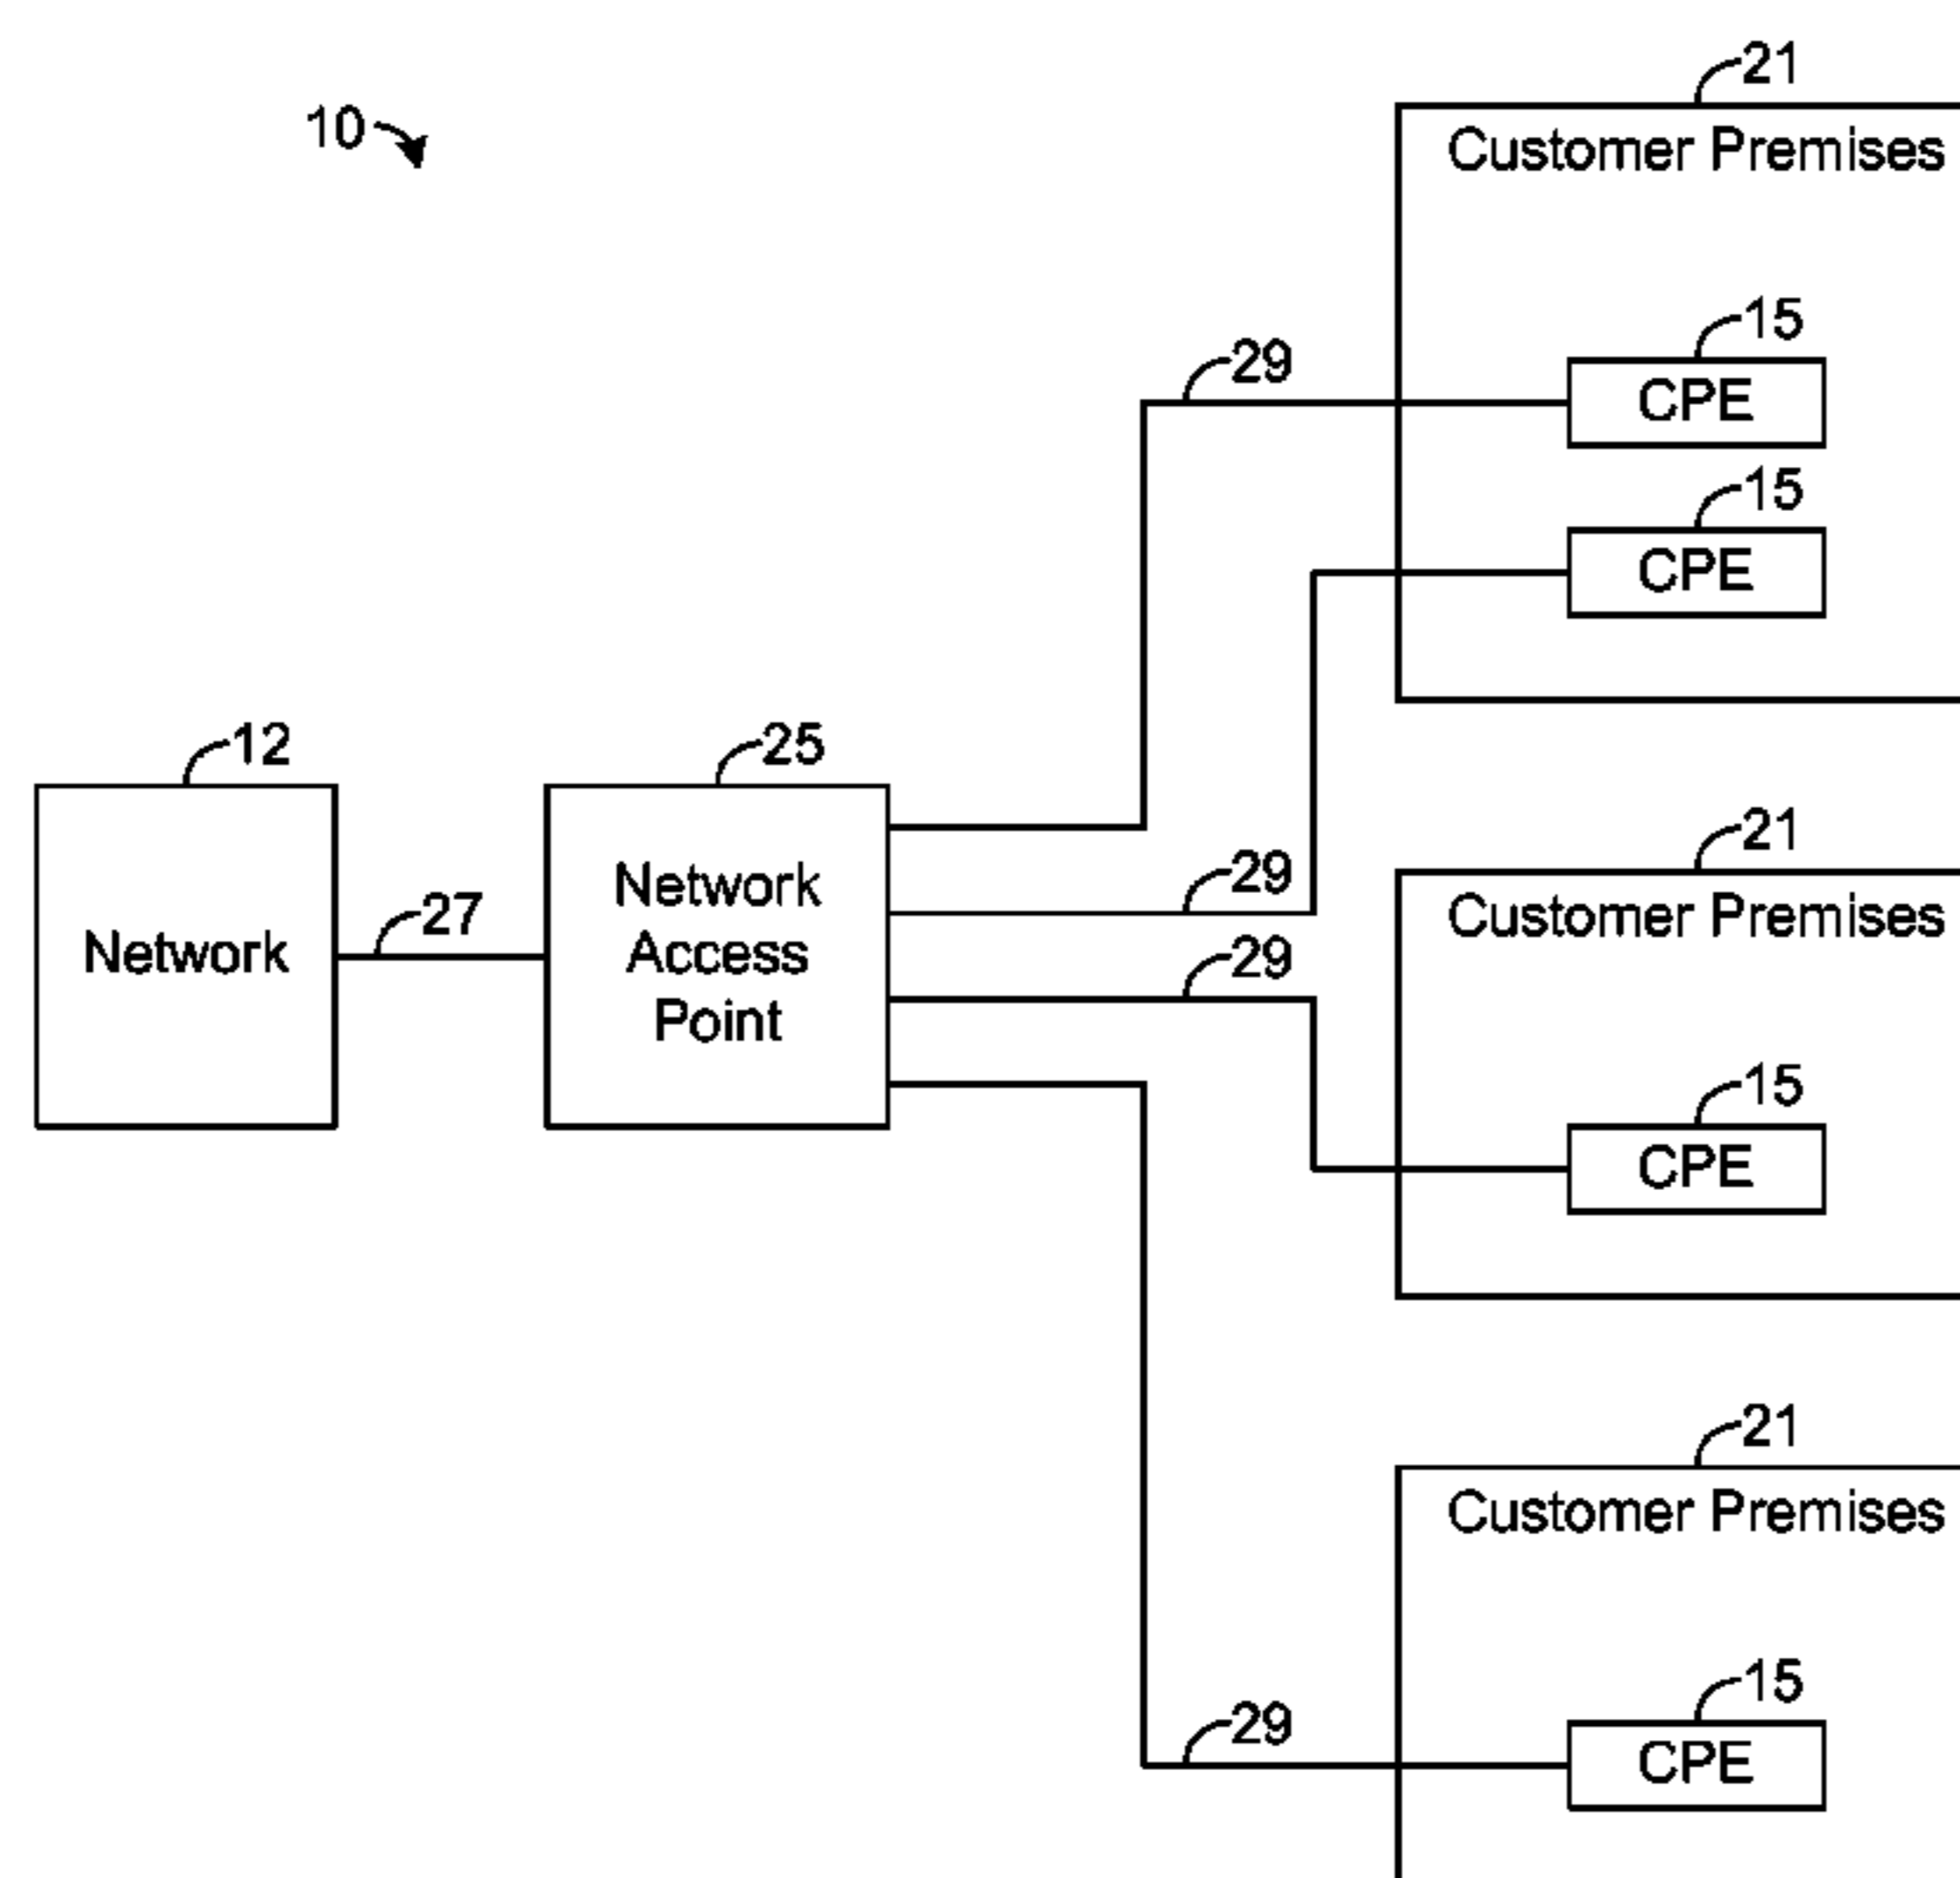 10
21
Customer Premises
15
CPE
29
15
CPE
12
Network
27
25
Network
Access
Point
29
29
21
Customer Premises
15
CPE
21
Customer Premises
15
CPE
29